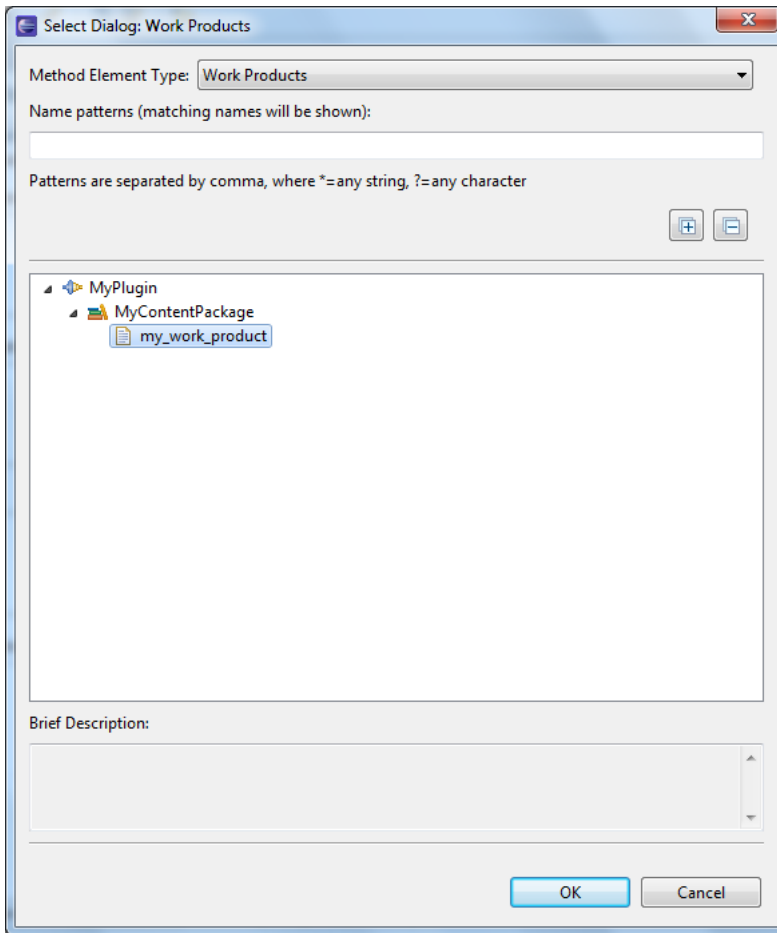 Select Dialog: Work Products
Method Element Type: Work Products
Name patterns (matching names will be shown):
Patterns are separated by comma, where *=any string, ?=any character
MyPlugin
MyContentPackage
my_work_product
Brief Description:
OK Cancel